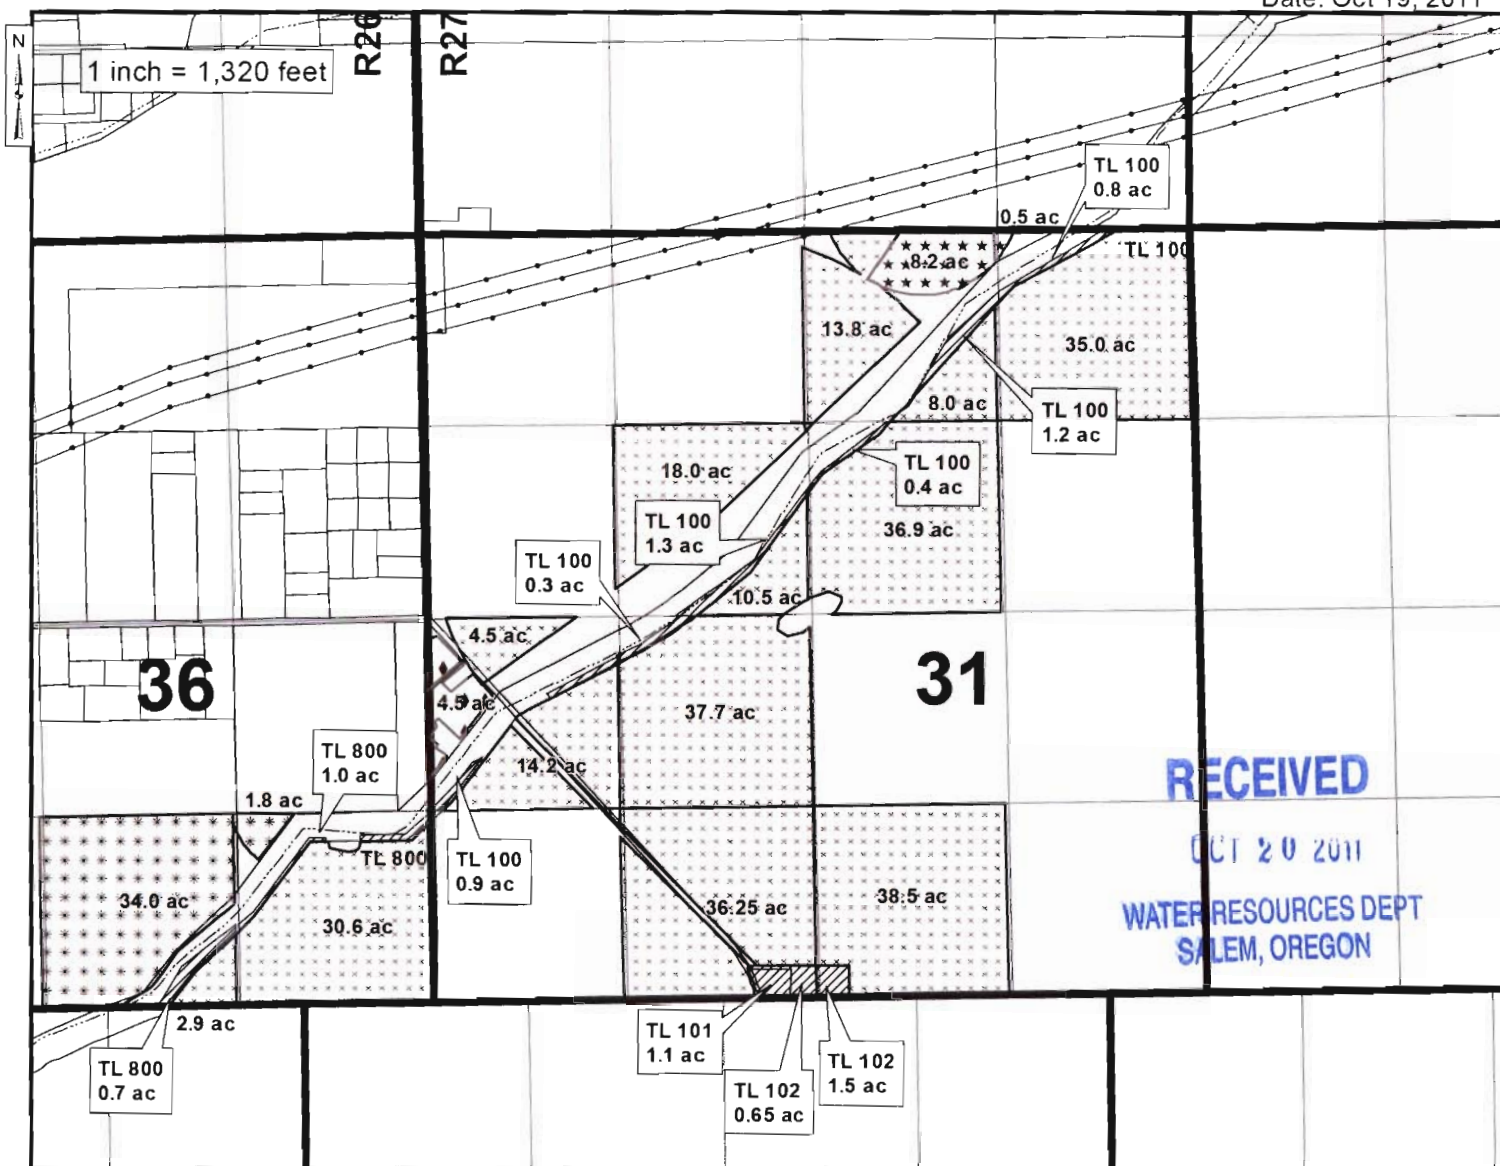 Date: Oct 19, 2011
N
1 inch = 1,320 feet
R26
R27
TL 100
0.8 ac
0.5 ac
TL 100
8.2 ac
13.8 ac
35.0 ac
8.0 ac
TL 100
1.2 ac
18.0 ac
TL 100
0.4 ac
TL 100
1.3 ac
36.9 ac
TL 100
0.3 ac
10.5 ac
4.5 ac
36
31
4.5 ac
37.7 ac
TL 800
1.0 ac
14.2 ac
RECEIVED
1.8 ac
OCT 20 2011
TL 800
TL 100
0.9 ac
34.0 ac
36.25 ac
38.5 ac
30.6 ac
WATER RESOURCES DEPT
SALEM, OREGON
2.9 ac
TL 800
0.7 ac
TL 101
1.1 ac
TL 102
0.65 ac
TL 102
1.5 ac